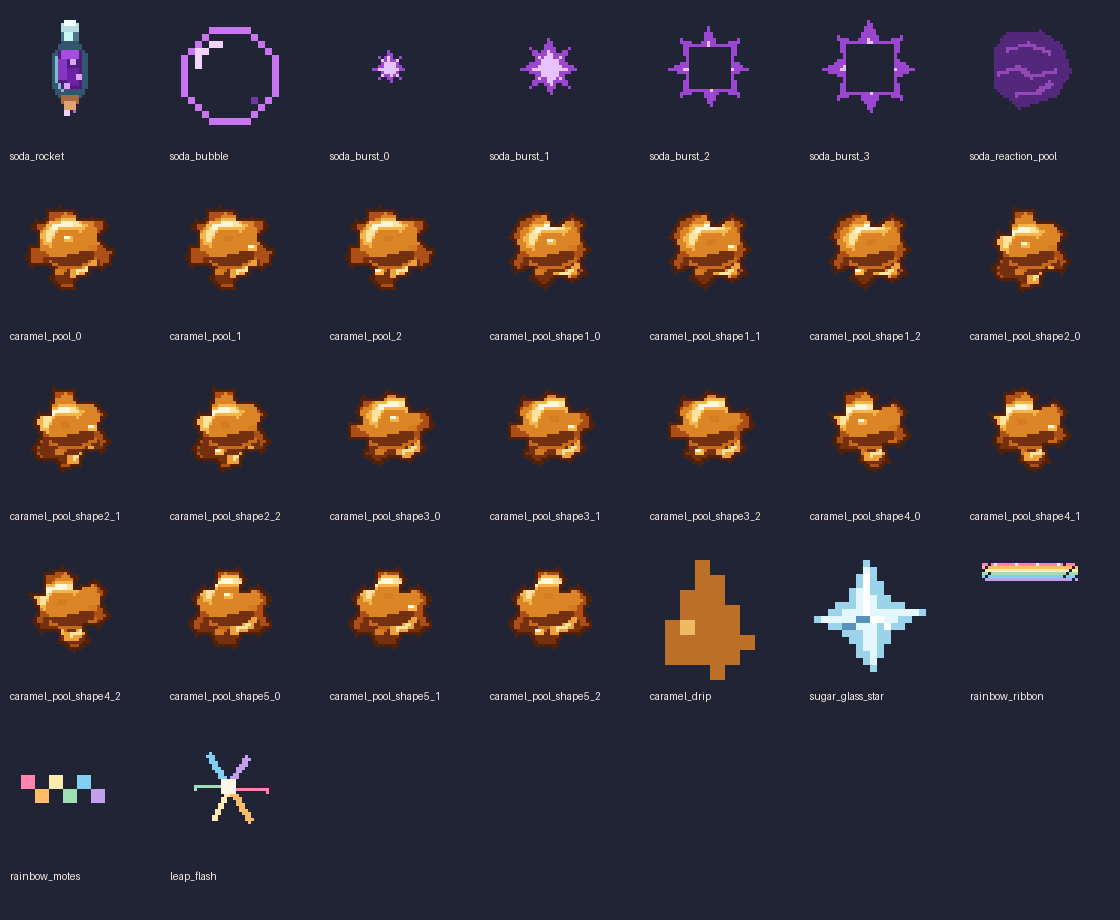 soda_rocket soda_bubble soda_burst_0 soda_burst_1 soda_burst_2 soda_burst_3 soda_reaction_pool
caramel_pool_0 caramel_pool_1 caramel_pool_2 caramel_pool_shape1_0 caramel_pool_shape1_1 caramel_pool_shape1_2 caramel_pool_shape2_0
caramel_pool_shape2_1 caramel_pool_shape2_2 caramel_pool_shape3_0 caramel_pool_shape3_1 caramel_pool_shape3_2 caramel_pool_shape4_0 caramel_pool_shape4_1
caramel_pool_shape4_2 caramel_pool_shape5_0 caramel_pool_shape5_1 caramel_pool_shape5_2 caramel_drip sugar_glass_star rainbow_ribbon
rainbow_motes leap_flash